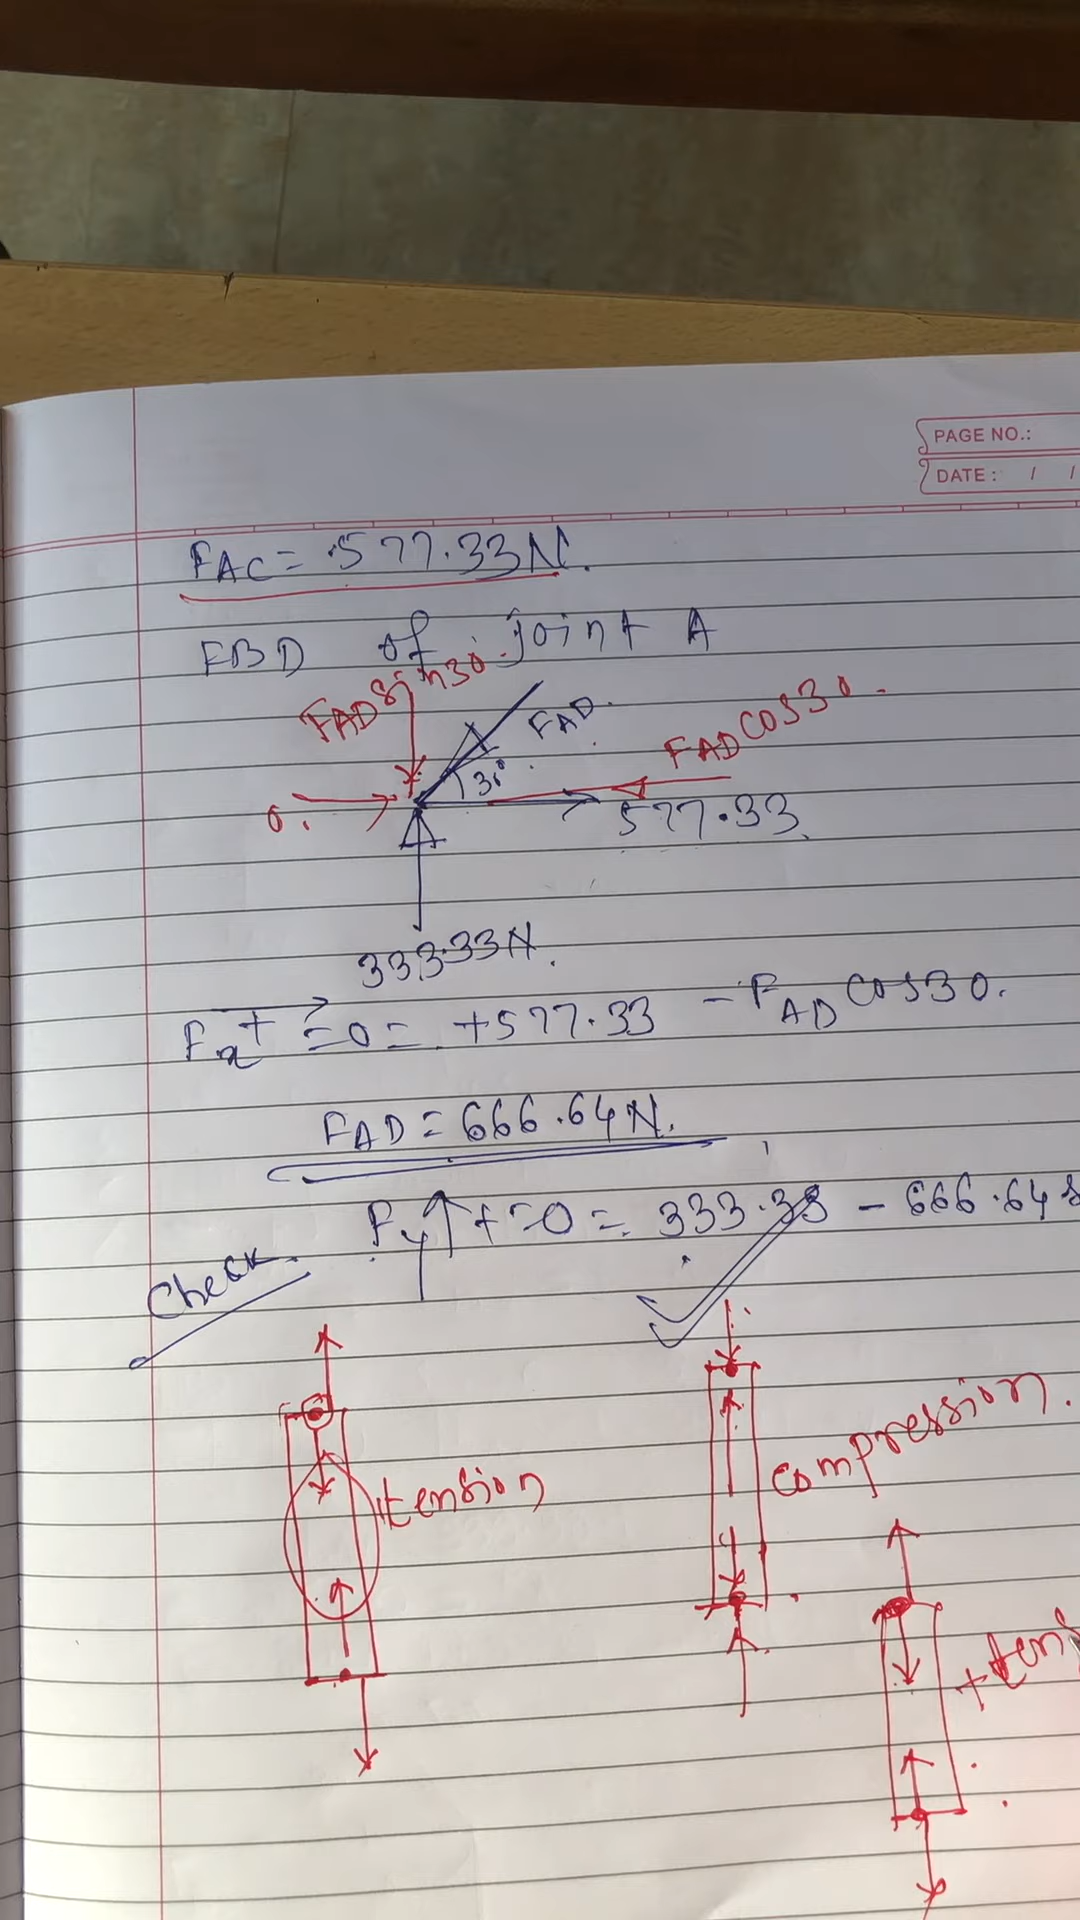 PAGE NO.:
DATE: / /
FAC = 577.33N.
FBD of joint A
FAD sin30.
FAD.
FAD cos30.
30°
0.
577.33
333.33N.
Fx+ = 0 = +577.33 - FAD cos30.
FAD = 666.64N.
Fy↑+=0 = 333.33 - 666.64
Check.
tension
compression.
+ten